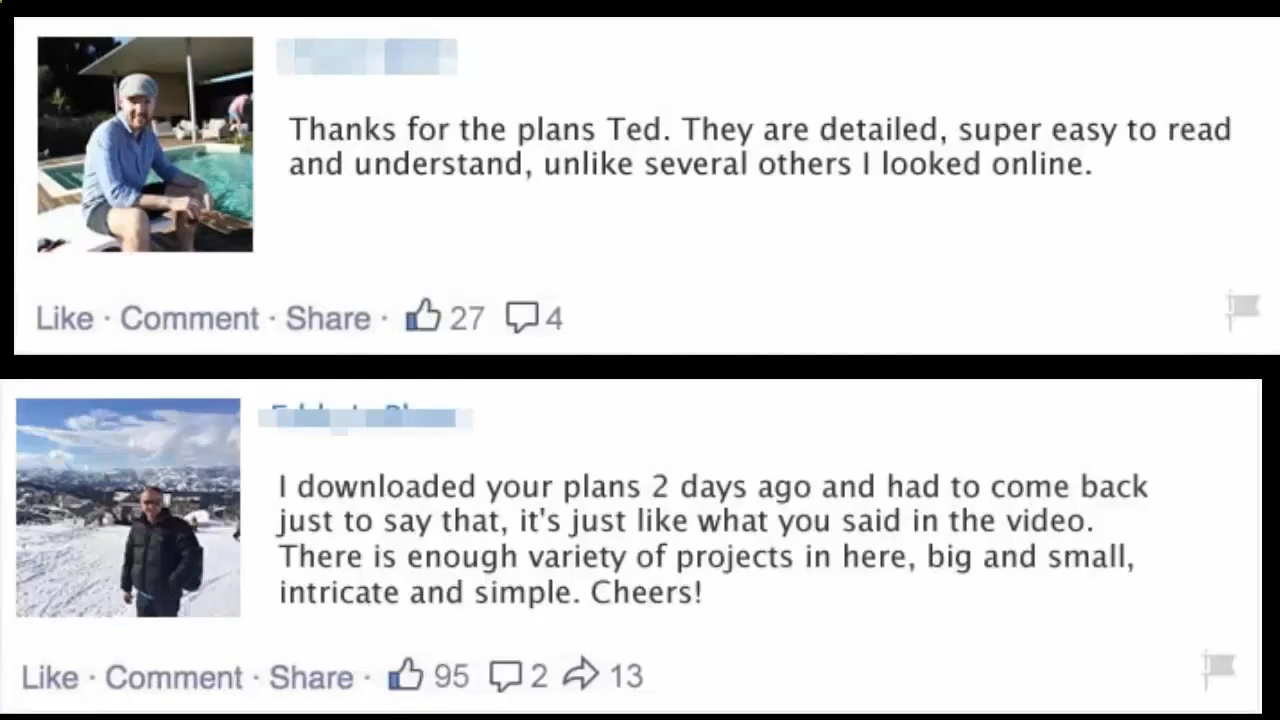 Thanks for the plans Ted. They are detailed, super easy to read
and understand, unlike several others I looked online.
Like · Comment · Share · 27 4
I downloaded your plans 2 days ago and had to come back
just to say that, it's just like what you said in the video.
There is enough variety of projects in here, big and small,
intricate and simple. Cheers!
Like · Comment · Share · 95 2 13